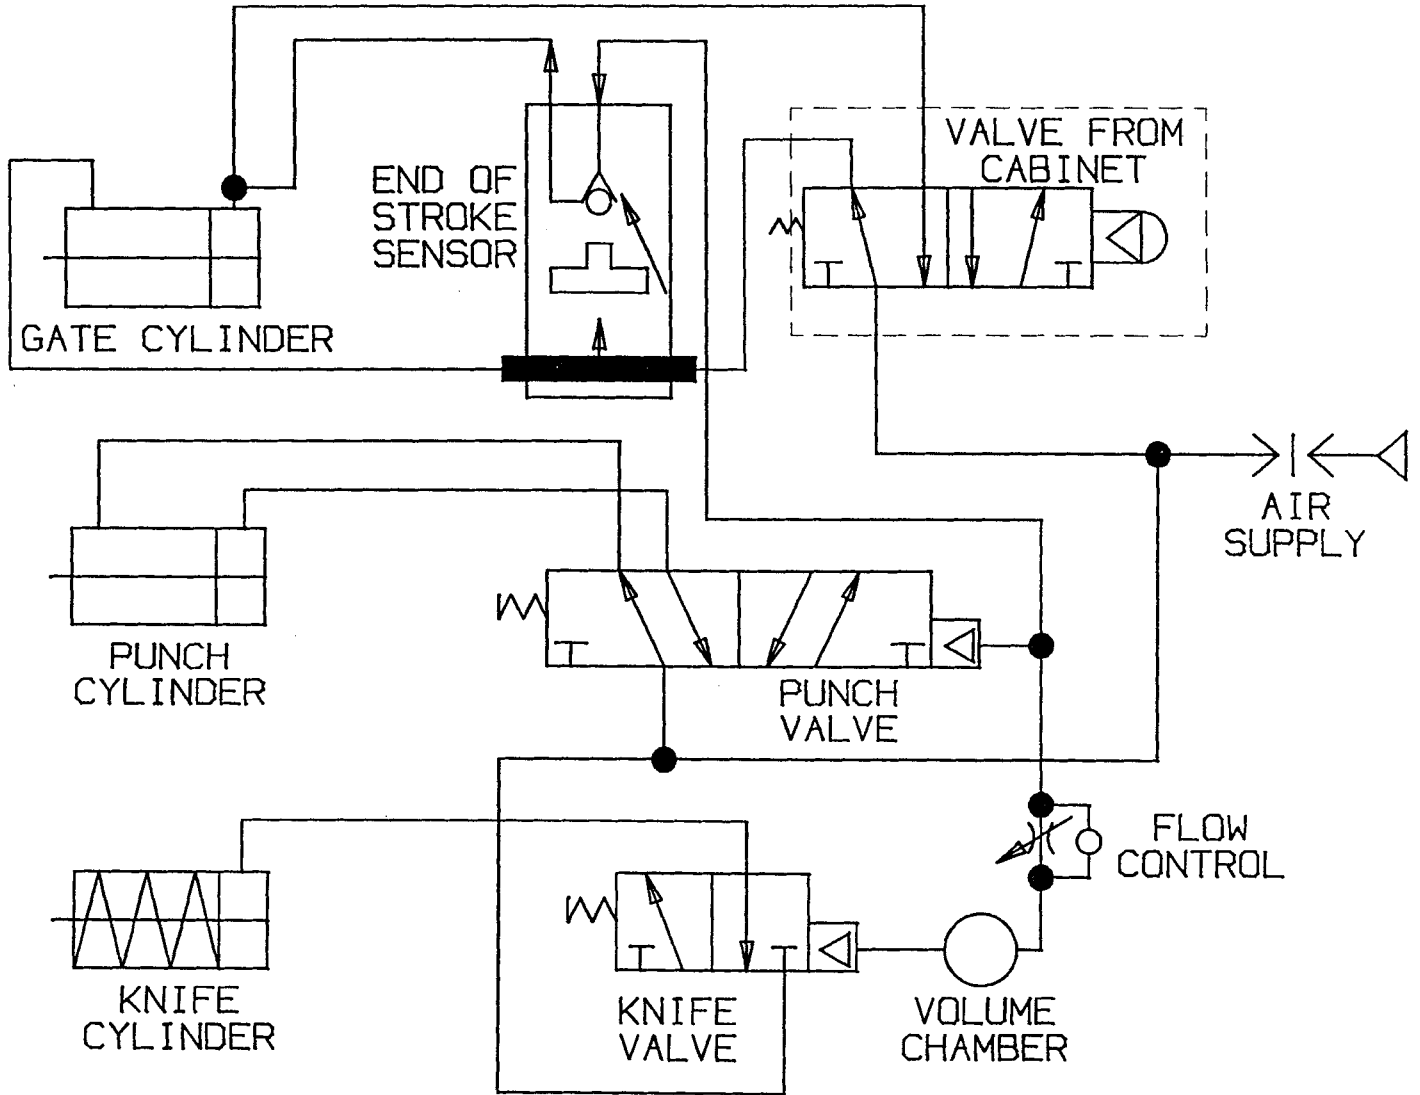 VALVE FROM
CABINET
END OF
STROKE
SENSOR
GATE CYLINDER
AIR
SUPPLY
PUNCH
CYLINDER
PUNCH
VALVE
FLOW
CONTROL
KNIFE
CYLINDER
KNIFE
VALVE
VOLUME
CHAMBER